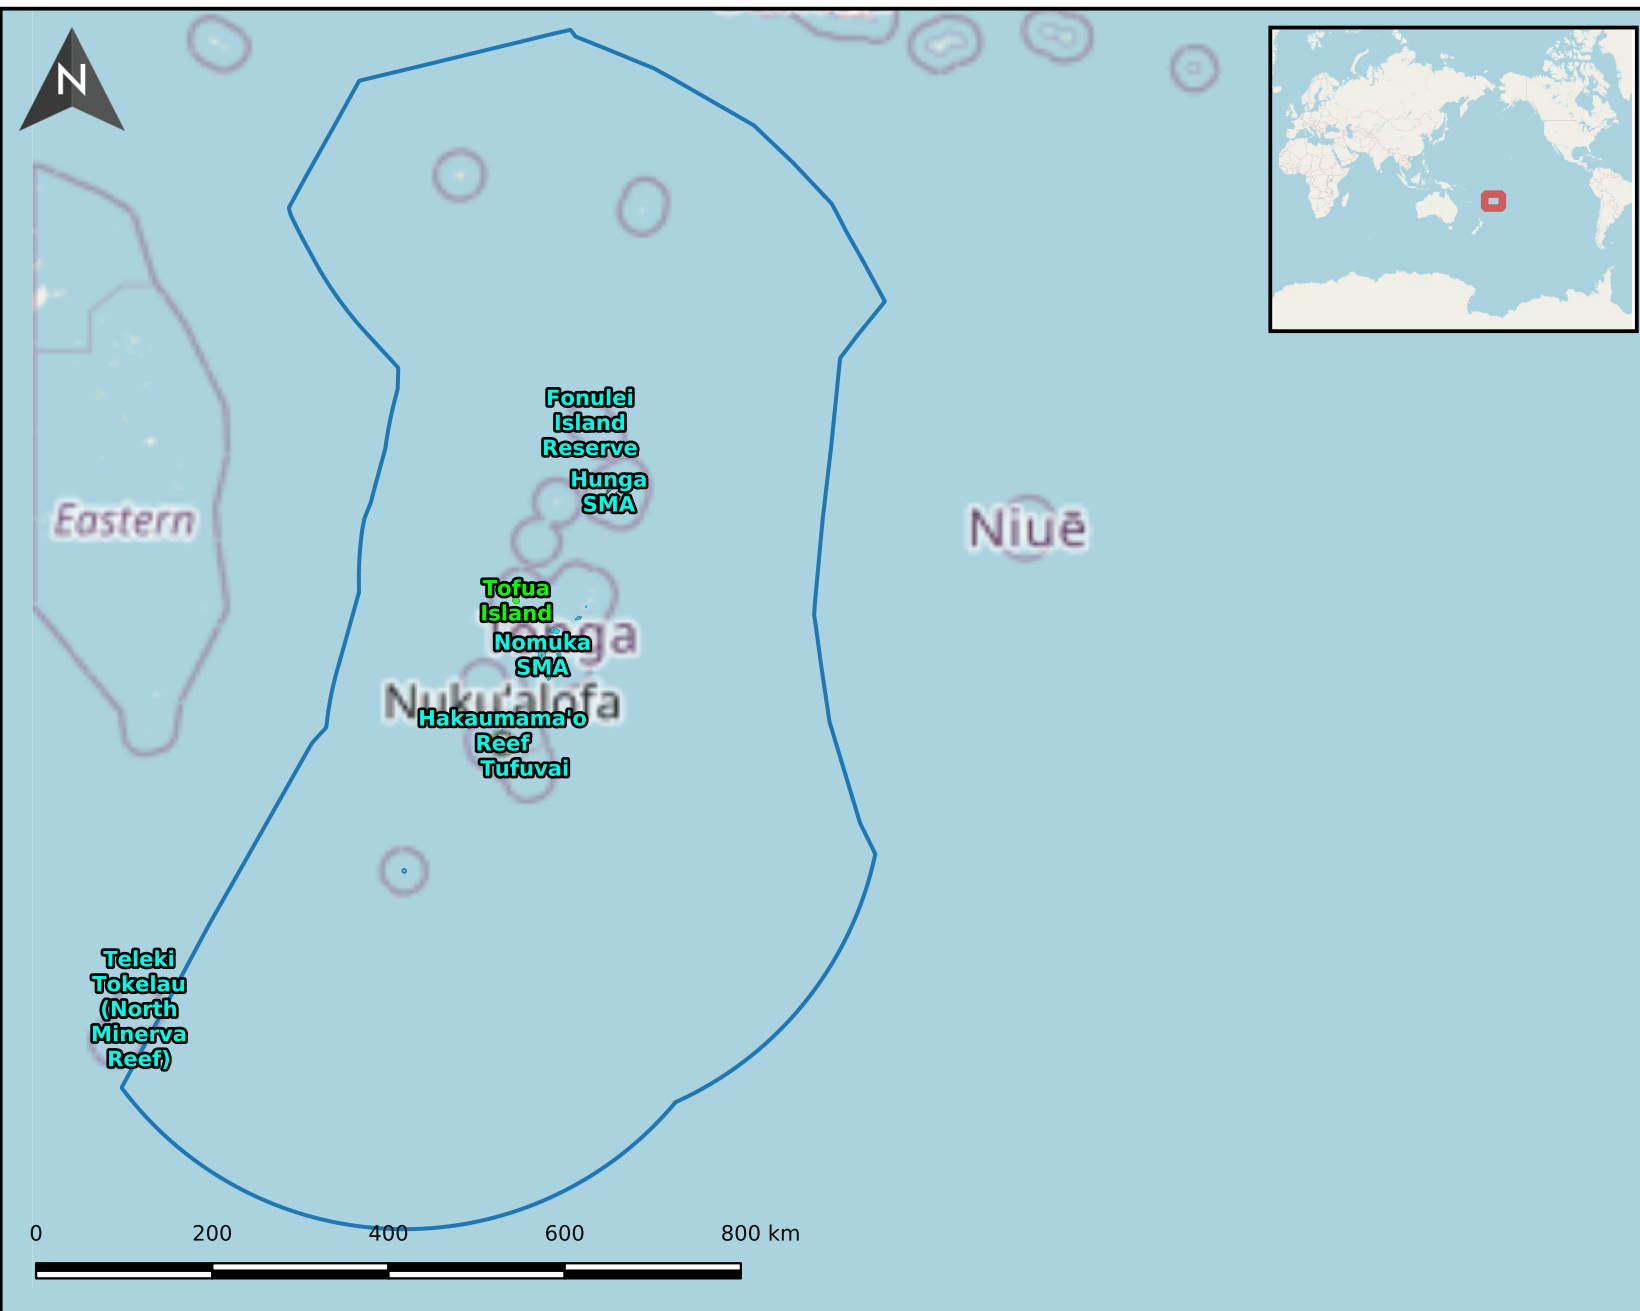 N
Fonulei
Island
Reserve
Hunga
SMA
Eastern
Niuē
Tofua
Island
Tonga
Nomuka
SMA
Nuku'alofa
Hakaumama'o
Reef
Tufuvai
Teleki
Tokelau
(North
Minerva
Reef)
0 200 400 600 800 km